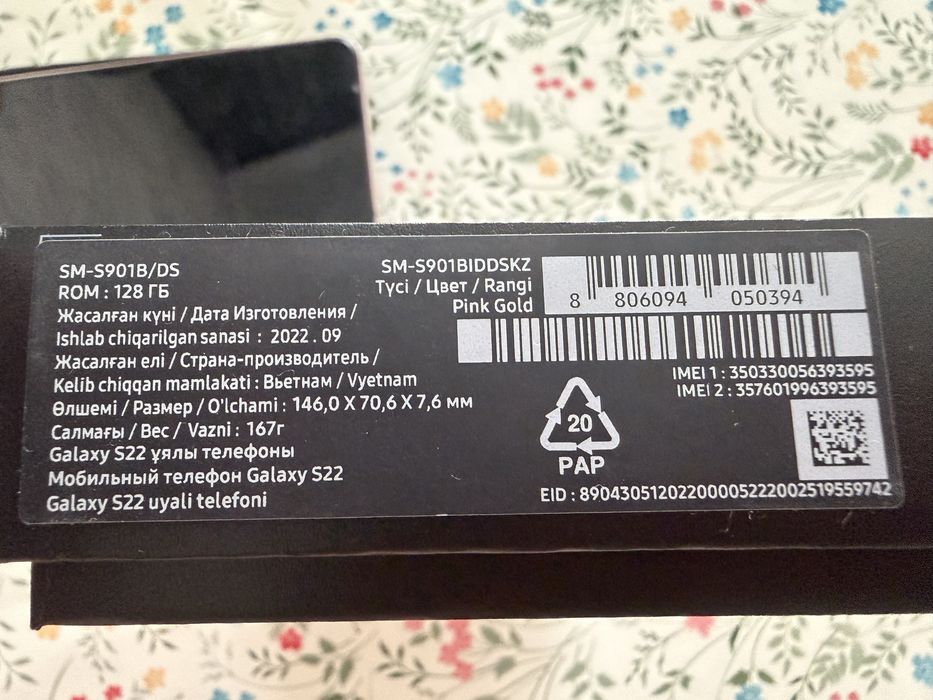 SM-S901B/DS
ROM : 128 ГБ
Жасалған күні / Дата Изготовления /
Ishlab chiqarilgan sanasi : 2022 . 09
Жасалған елі / Страна-производитель /
Kelib chiqqan mamlakati : Вьетнам / Vyetnam
Өлшемі / Размер / O'lchami : 146,0 X 70,6 X 7,6 мм
Салмағы / Вес / Vazni : 167г
Galaxy S22 ұялы телефоны
Мобильный телефон Galaxy S22
Galaxy S22 uyali telefoni
SM-S901BIDDSKZ
Түсі / Цвет / Rangi
Pink Gold
8 806094 050394
IMEI 1 : 350330056393595
IMEI 2 : 357601996393595
20
PAP
EID : 89043051202200005222002519559742